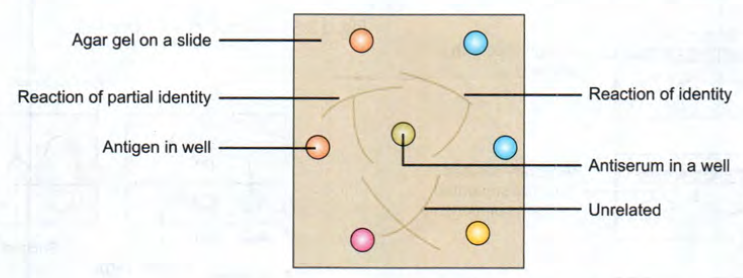 Agar gel on a slide
Reaction of partial identity
Reaction of identity
Antigen in well
Antiserum in a well
Unrelated